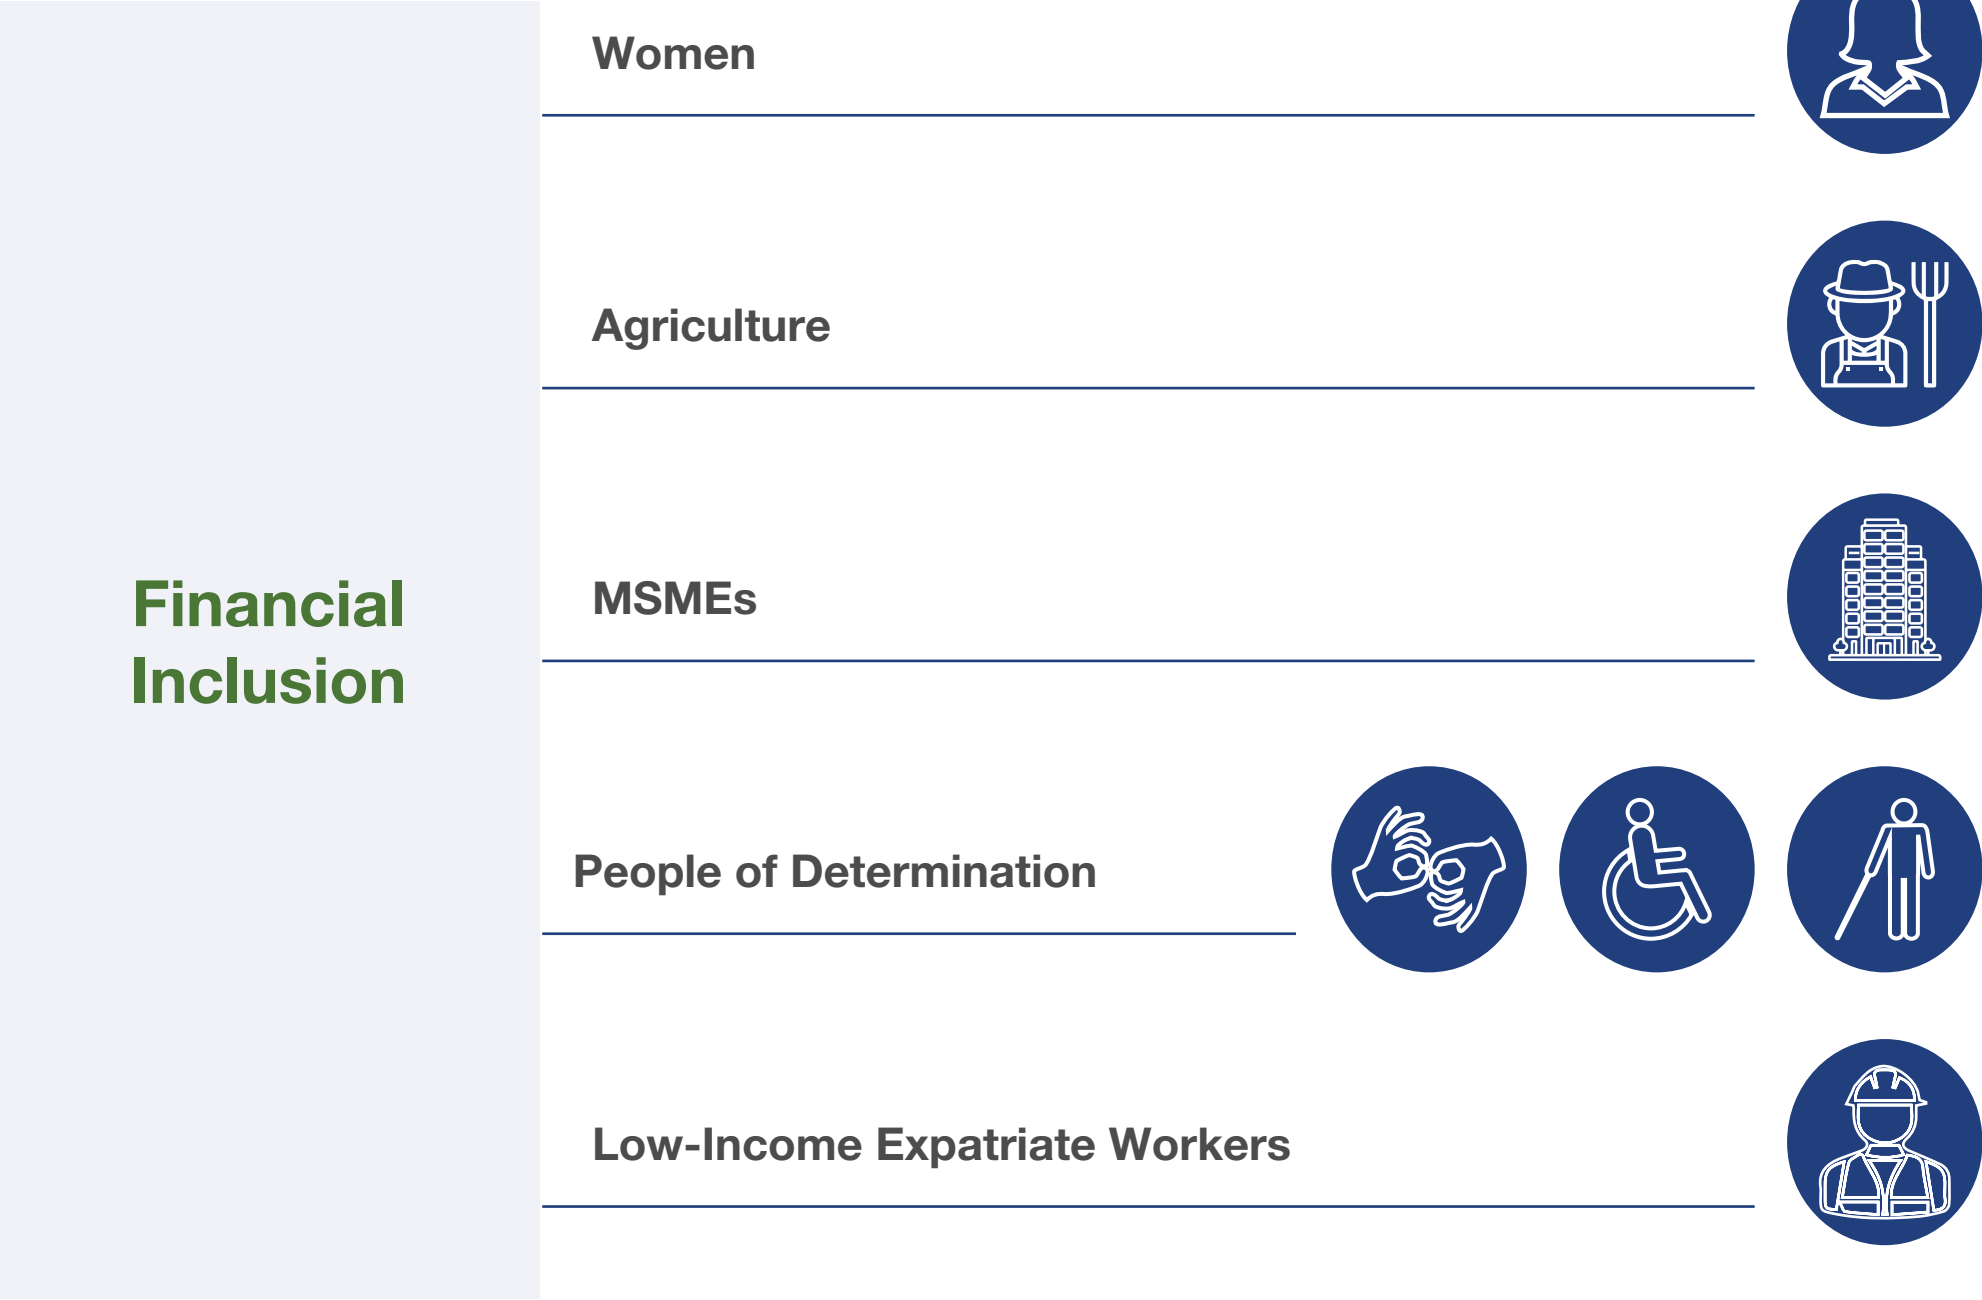 Women
Agriculture
Financial
Inclusion
MSMEs
People of Determination
Low-Income Expatriate Workers